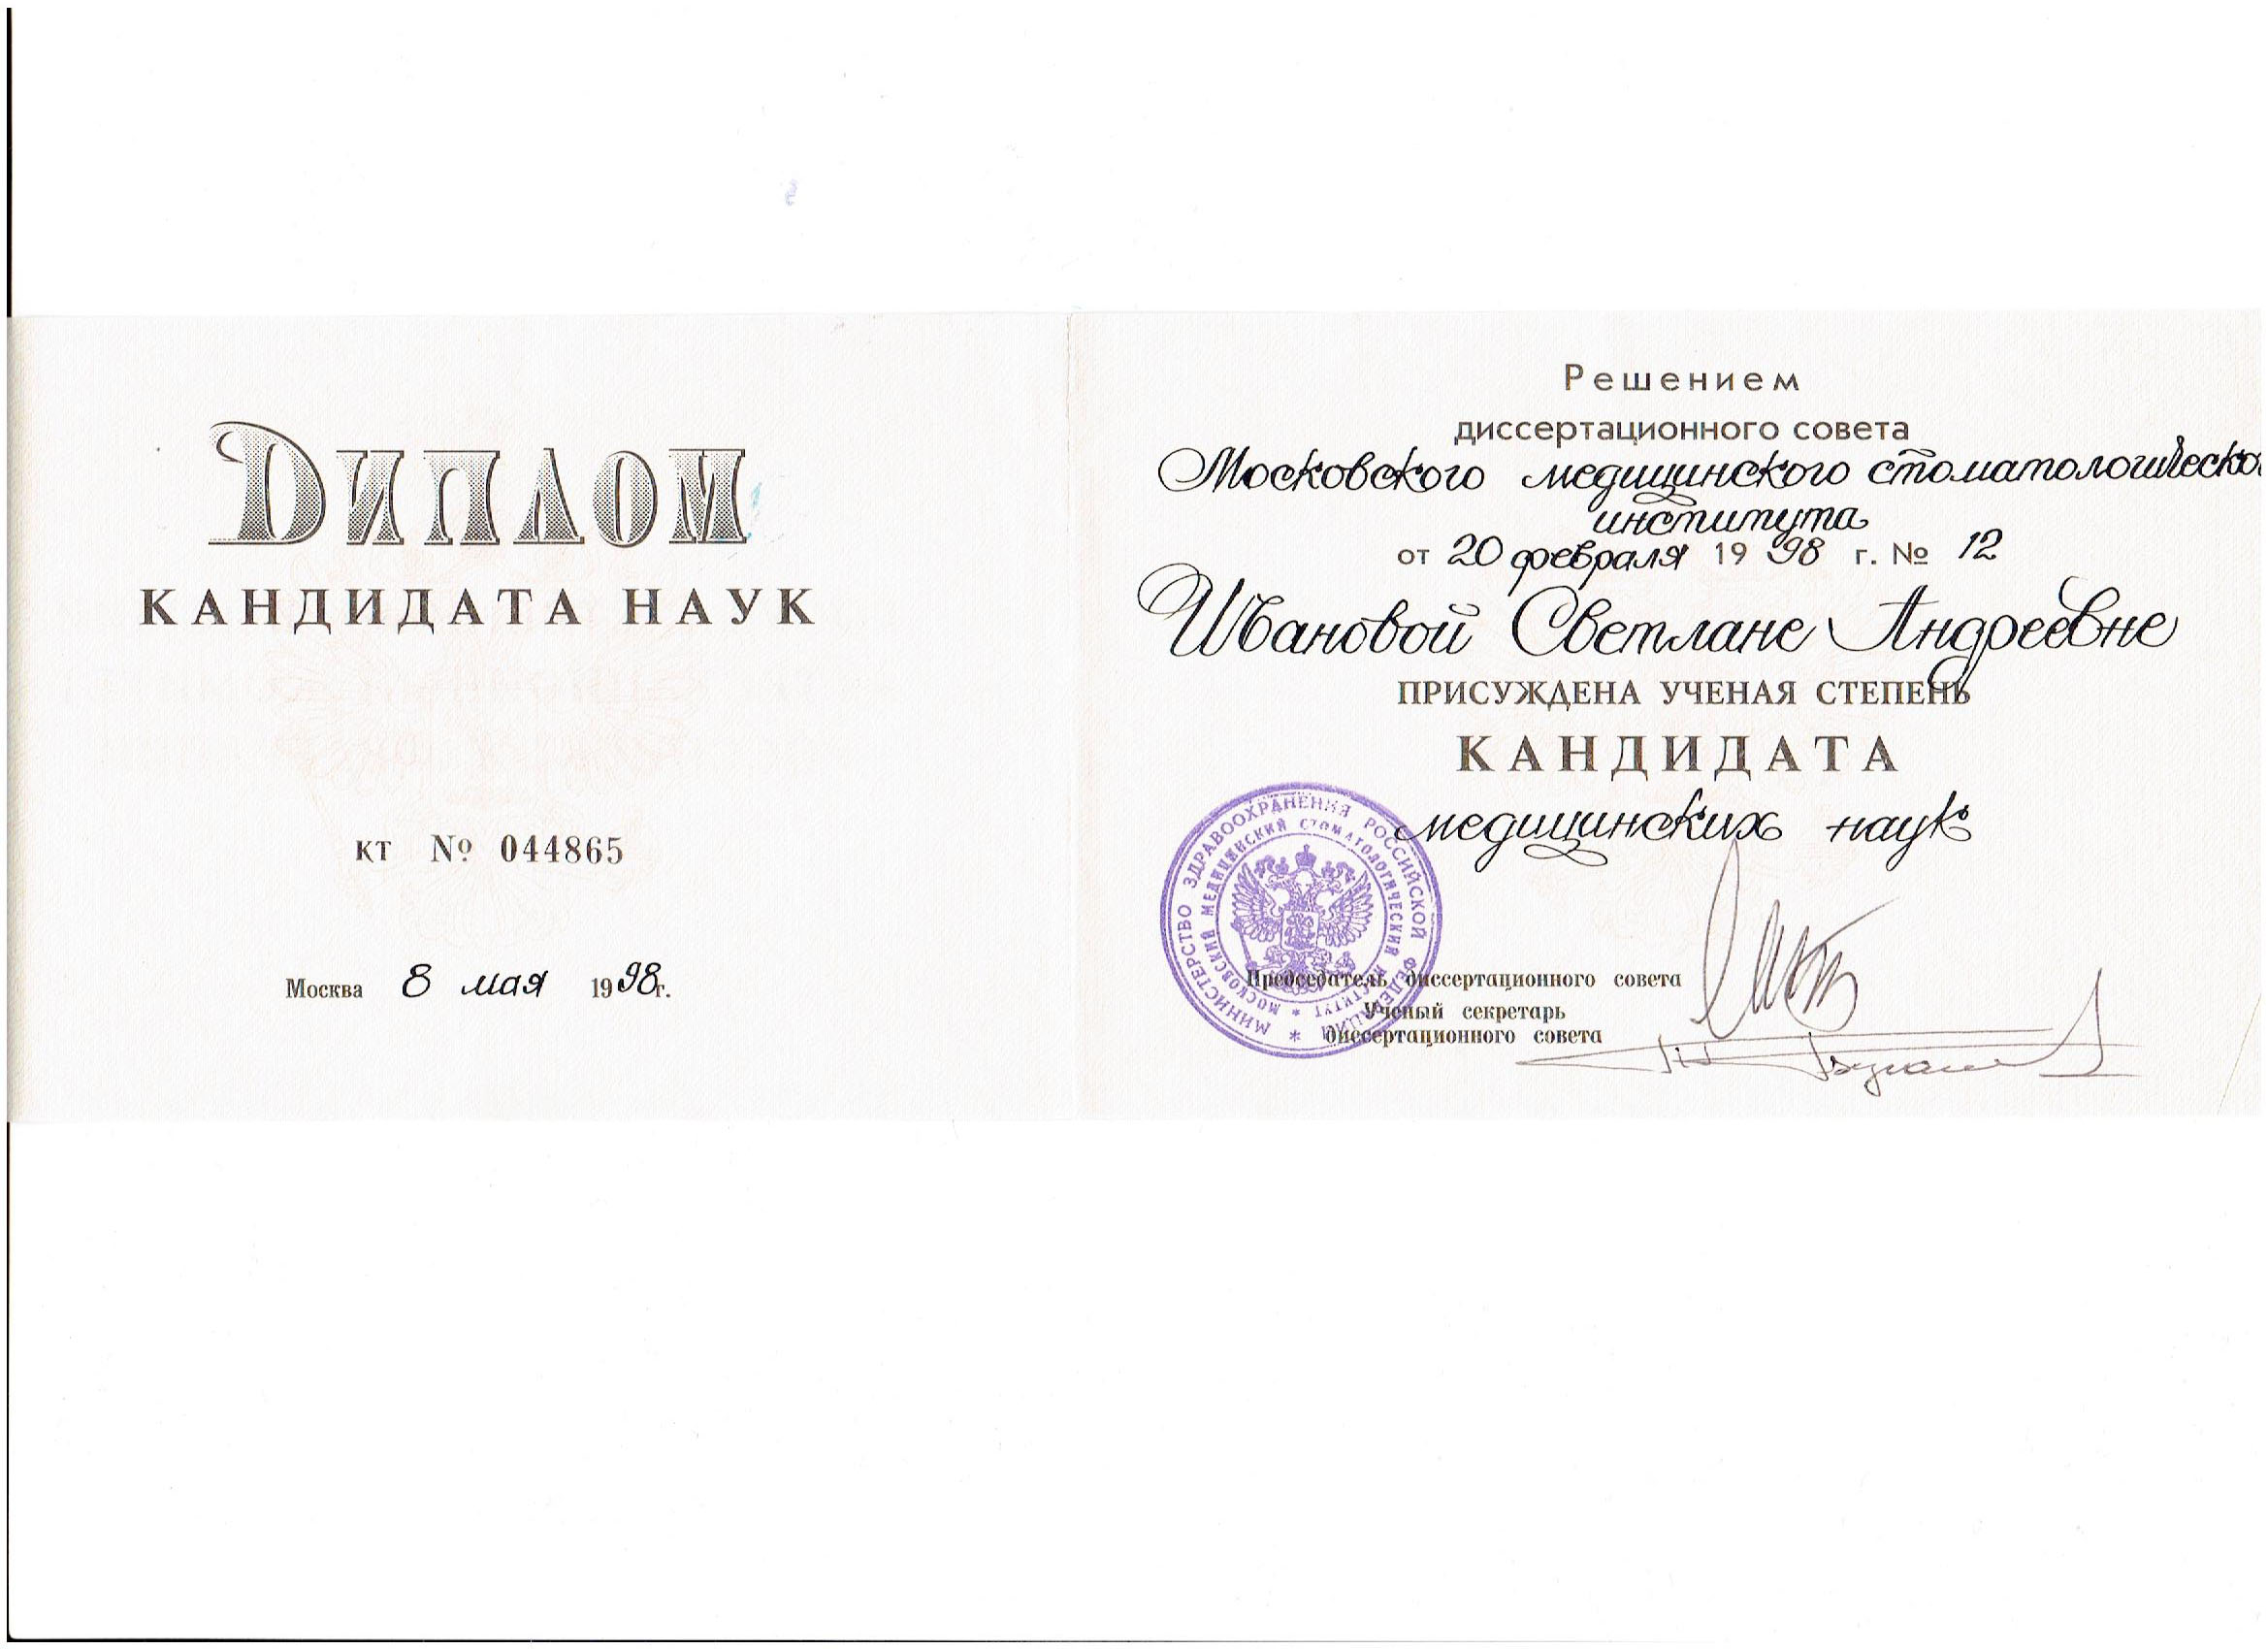 ДИПЛОМ
КАНДИДАТА НАУК
КТ № 044865
Москва 8 мая 1998г.
Решением
диссертационного совета
Московского медицинского стоматологическо
института
от 20 февраля 1998 г. № 12
Ивановой Светлане Андреевне
ПРИСУЖДЕНА УЧЕНАЯ СТЕПЕНЬ
КАНДИДАТА
медицинских наук
МИНИСТЕРСТВО ЗДРАВООХРАНЕНИЯ РОССИЙСКОЙ ФЕДЕРАЦИИ *
МОСКОВСКИЙ МЕДИЦИНСКИЙ СТОМАТОЛОГИЧЕСКИЙ ИНСТИТУТ *
Председатель диссертационного совета
Ученый секретарь
диссертационного совета